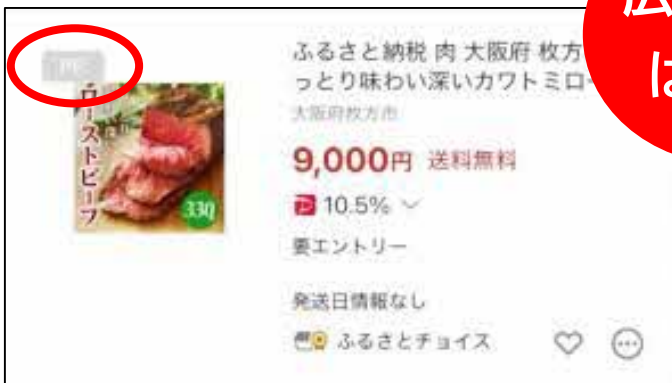 広
は
PR
ふるさと納税 肉 大阪府 枚方
っとり味わい深いカワトミロー
大阪府枚方市
9,000円 送料無料
10.5%
要エントリー
発送日情報なし
ふるさとチョイス
ローストビーフ
330g